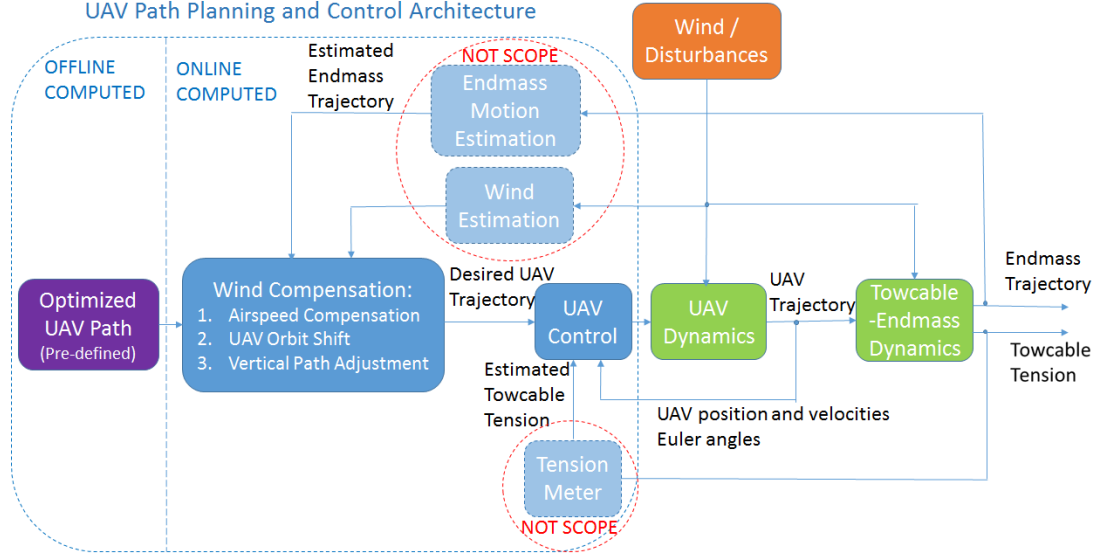 UAV Path Planning and Control Architecture
OFFLINE
COMPUTED
ONLINE
COMPUTED
Estimated
Endmass
Trajectory
NOT SCOPE
Endmass
Motion
Estimation
Wind
Estimation
Wind /
Disturbances
Optimized
UAV Path
(Pre-defined)
Wind Compensation:
1. Airspeed Compensation
2. UAV Orbit Shift
3. Vertical Path Adjustment
Desired UAV
Trajectory
UAV
Control
UAV
Dynamics
UAV
Trajectory
Towcable
-Endmass
Dynamics
Endmass
Trajectory
Towcable
Tension
Estimated
Towcable
Tension
UAV position and velocities
Euler angles
Tension
Meter
NOT SCOPE